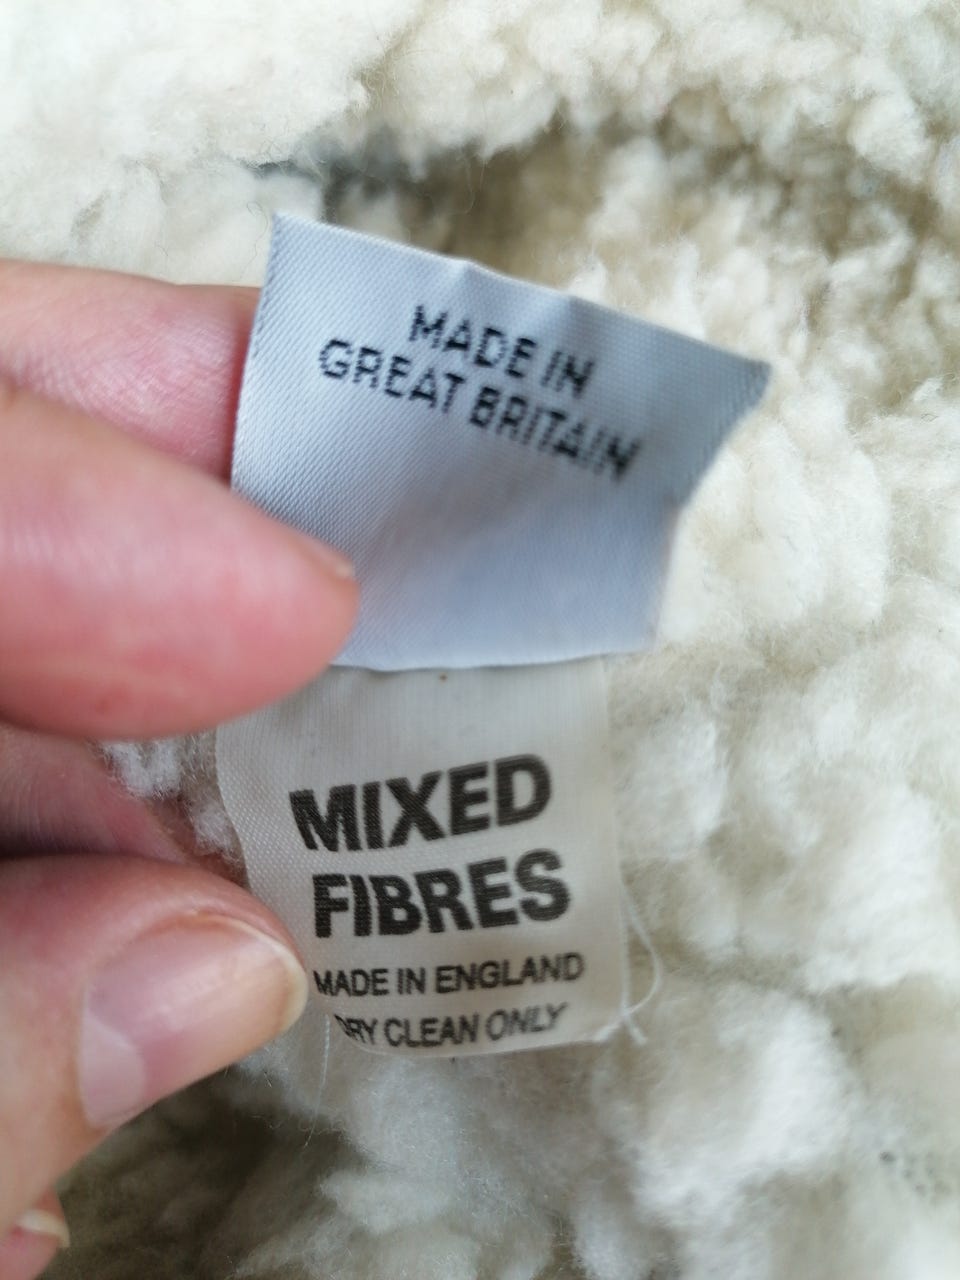 MADE IN
GREAT BRITAIN
MIXED
FIBRES
MADE IN ENGLAND
DRY CLEAN ONLY